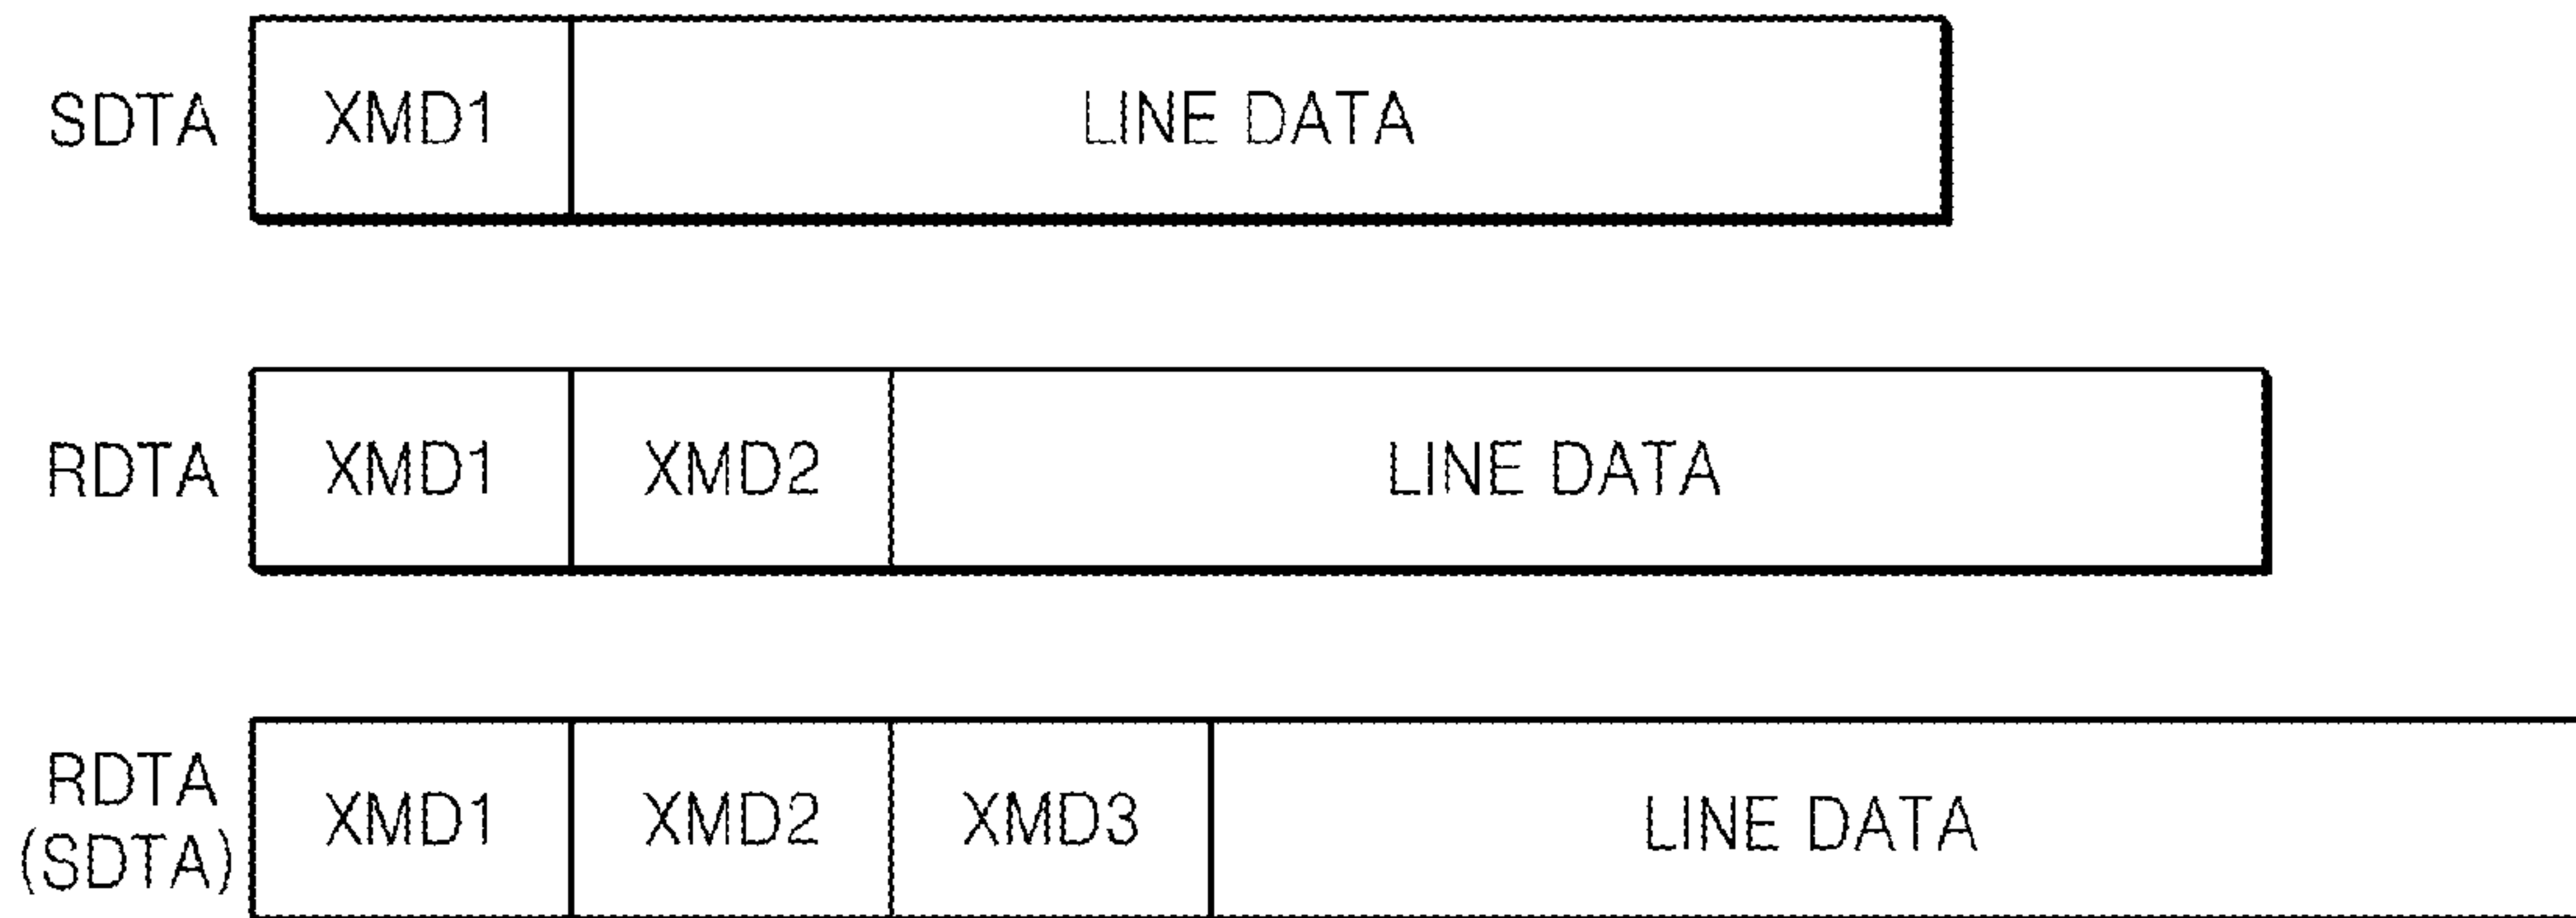 SDTA XMD1 LINE DATA
RDTA XMD1 XMD2 LINE DATA
RDTA
(SDTA) XMD1 XMD2 XMD3 LINE DATA